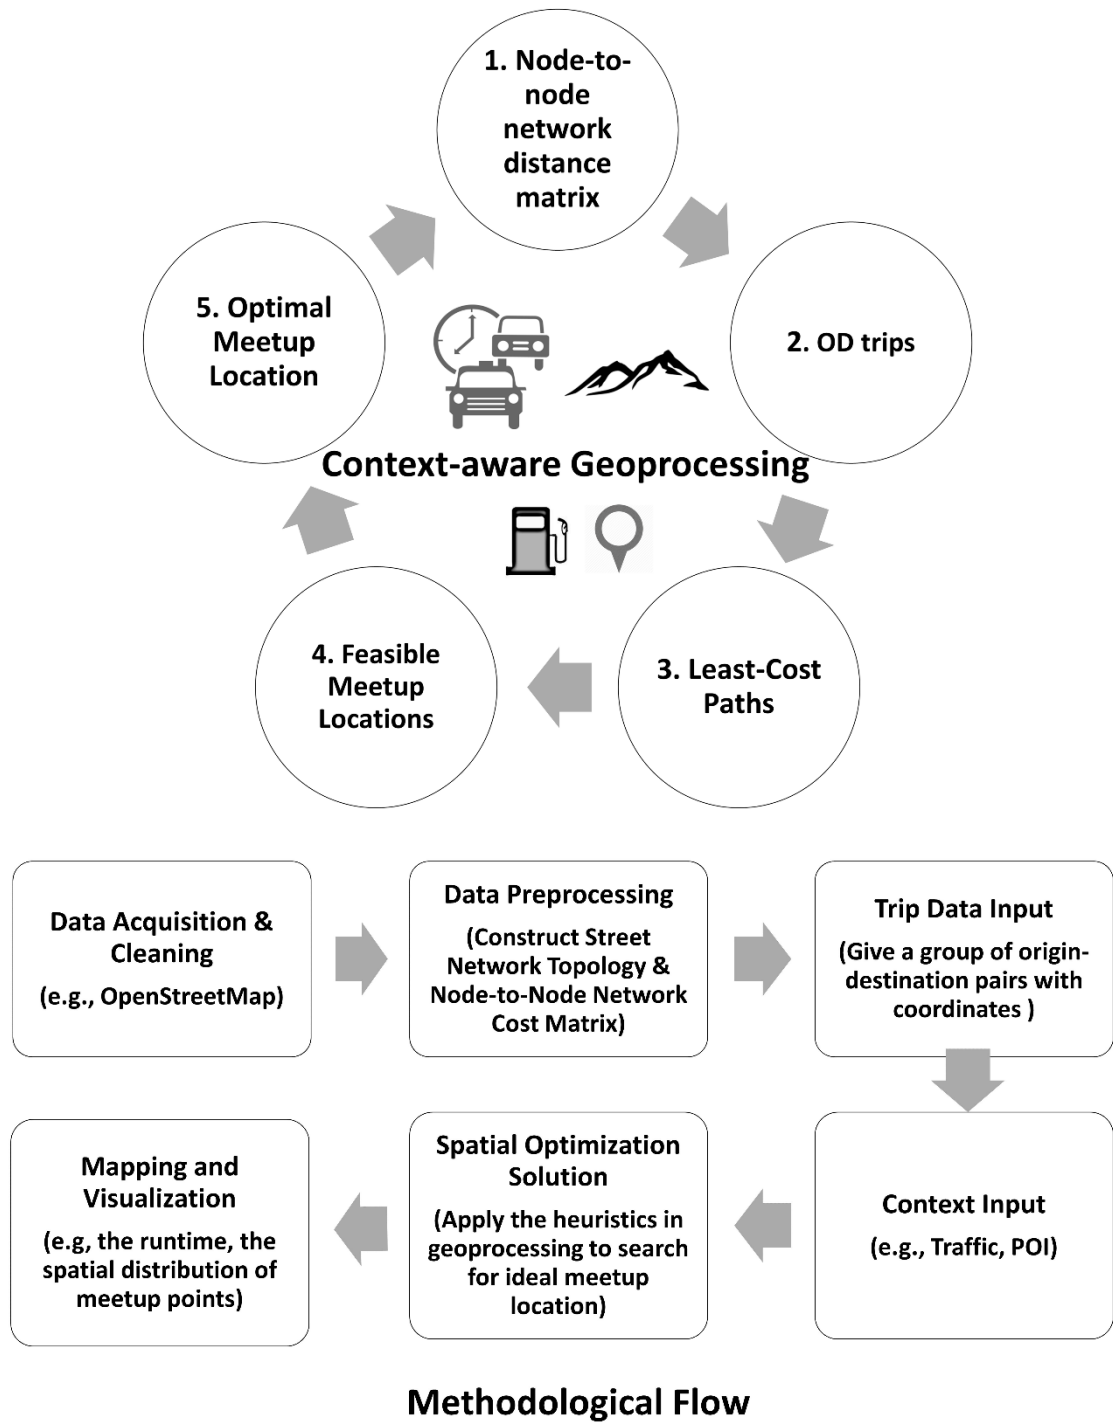 1. Node-to-
node
network
distance
matrix
2. OD trips
3. Least-Cost
Paths
4. Feasible
Meetup
Locations
5. Optimal
Meetup
Location
Context-aware Geoprocessing
Data Acquisition &
Cleaning
(e.g., OpenStreetMap)
Data Preprocessing
(Construct Street
Network Topology &
Node-to-Node Network
Cost Matrix)
Trip Data Input
(Give a group of origin-
destination pairs with
coordinates )
Context Input
(e.g., Traffic, POI)
Spatial Optimization
Solution
(Apply the heuristics in
geoprocessing to search
for ideal meetup
location)
Mapping and
Visualization
(e.g, the runtime, the
spatial distribution of
meetup points)
Methodological Flow